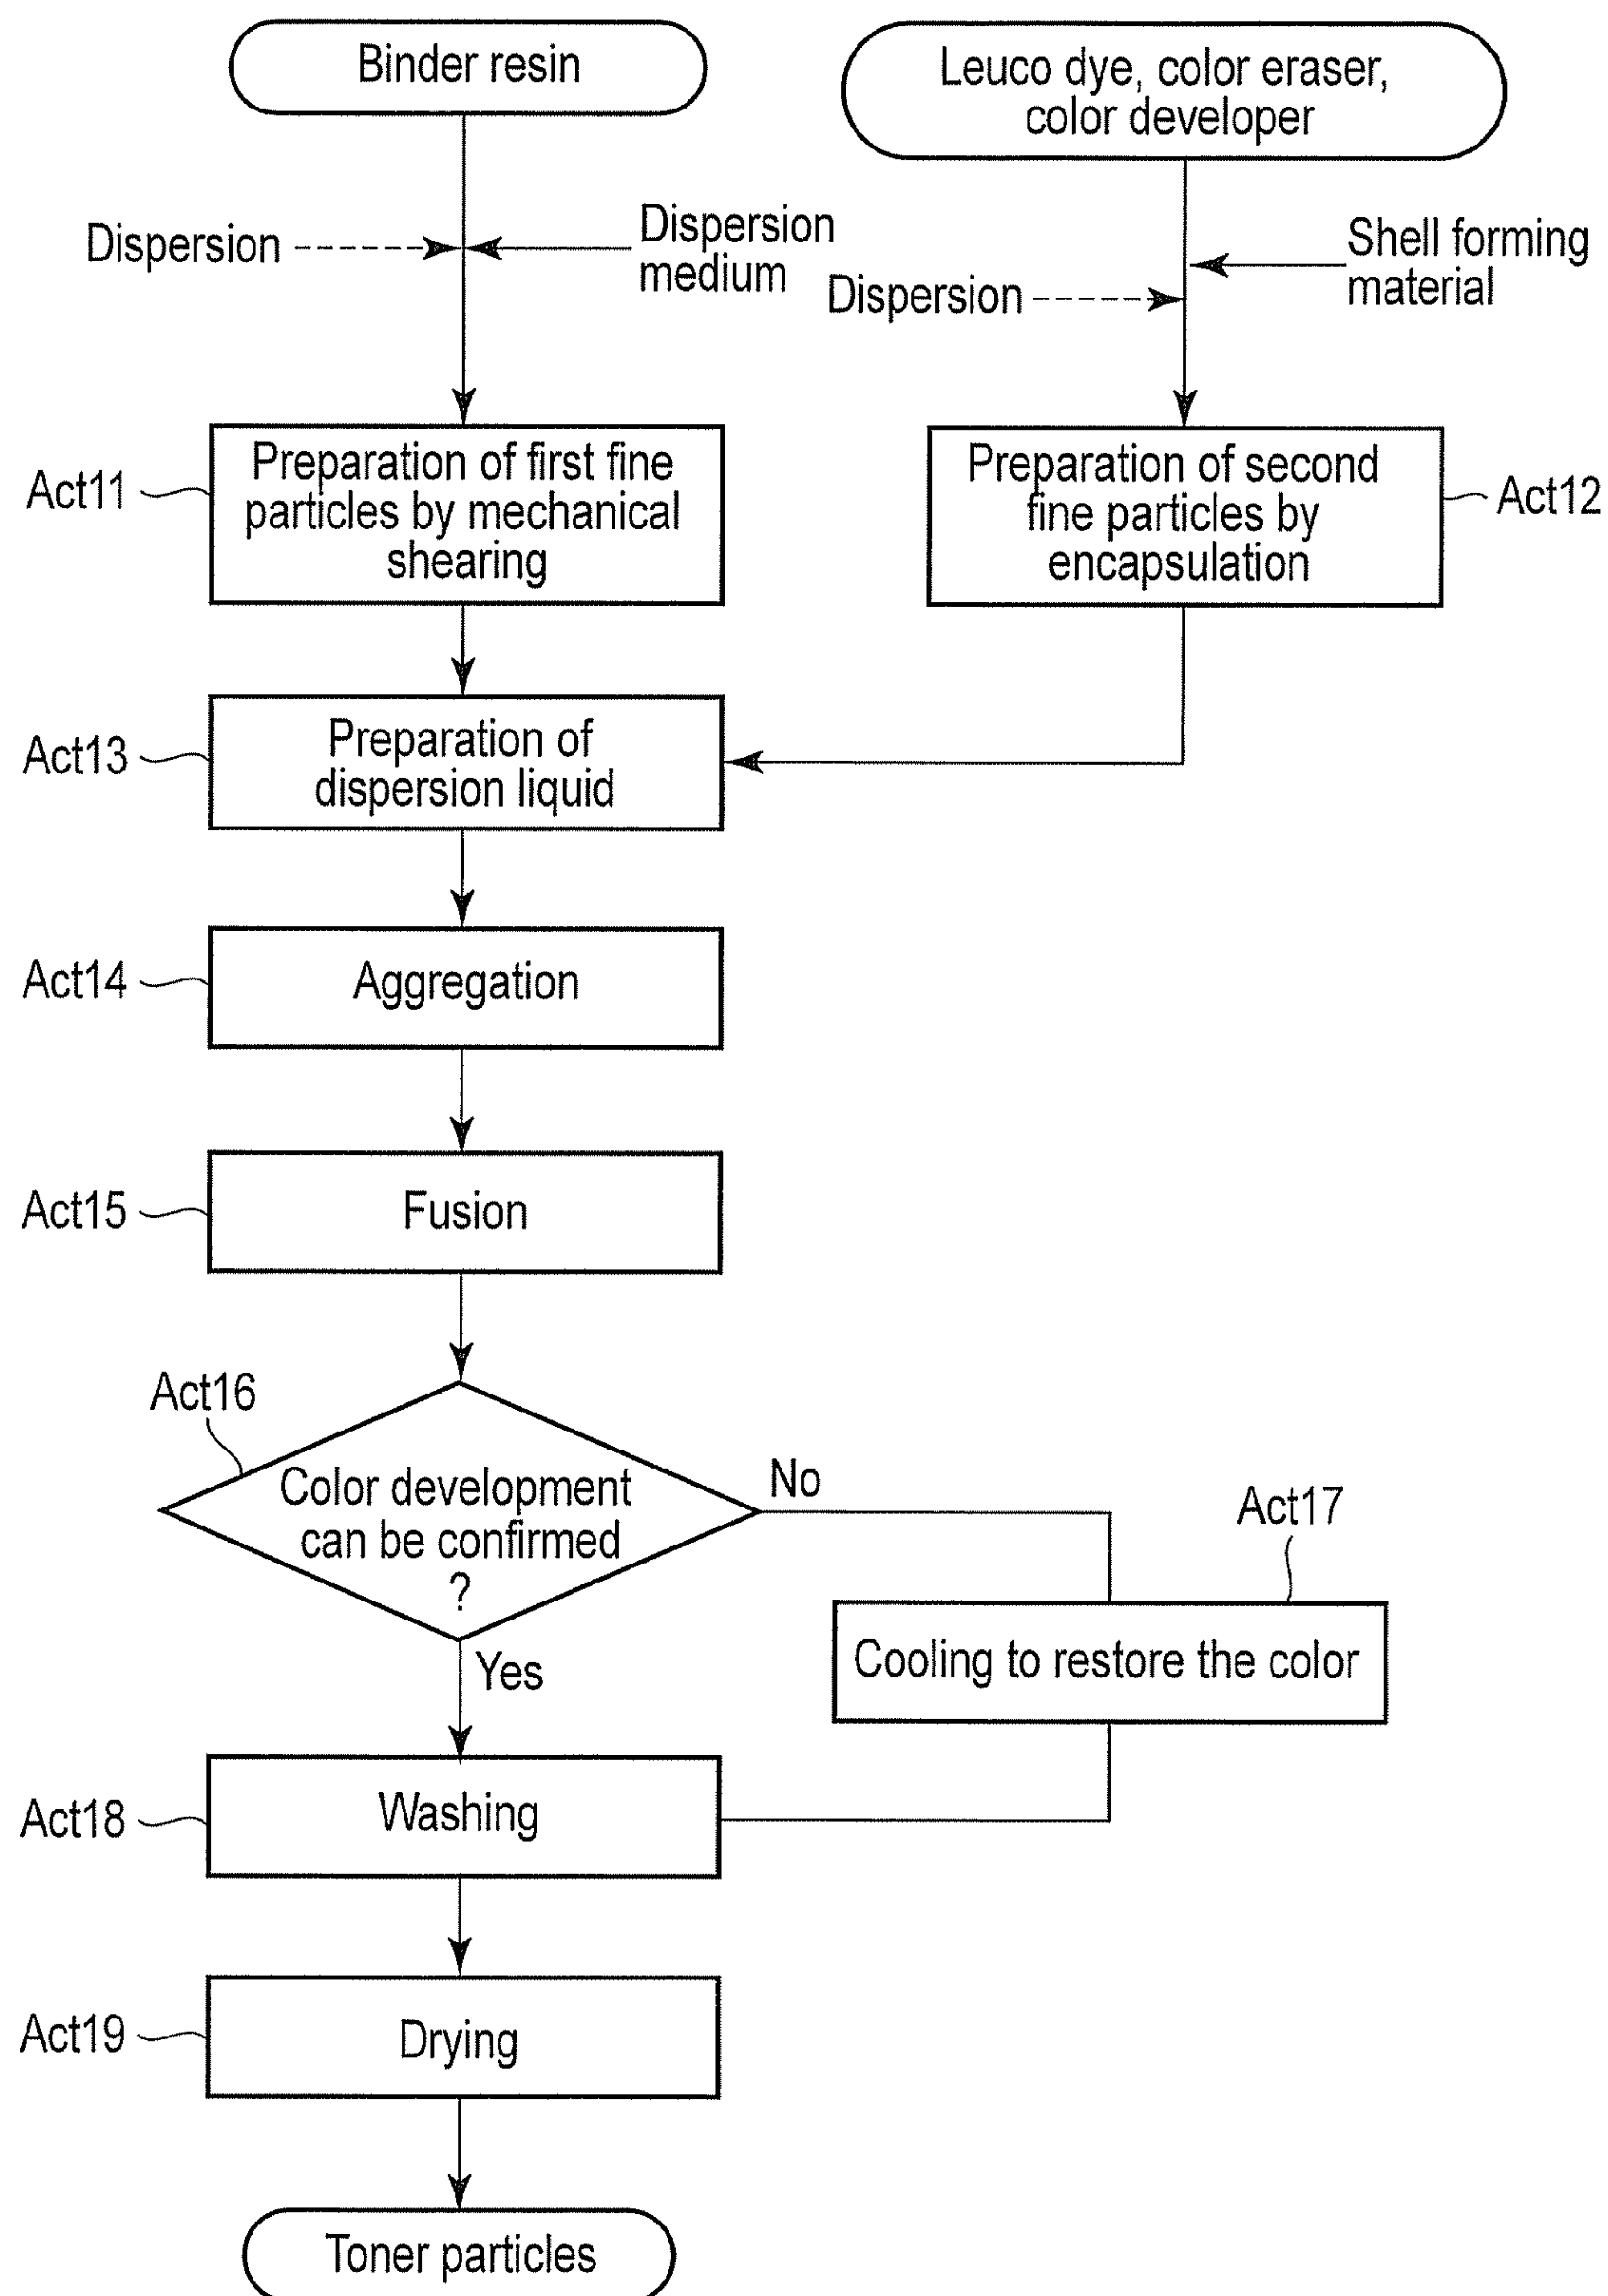 Binder resin
Leuco dye, color eraser,
color developer
Dispersion
Dispersion
medium
Shell forming
material
Dispersion
Act11
Preparation of first fine
particles by mechanical
shearing
Preparation of second
fine particles by
encapsulation
Act12
Act13
Preparation of
dispersion liquid
Act14
Aggregation
Act15
Fusion
Act16
Color development
can be confirmed
?
No
Yes
Act17
Cooling to restore the color
Act18
Washing
Act19
Drying
Toner particles